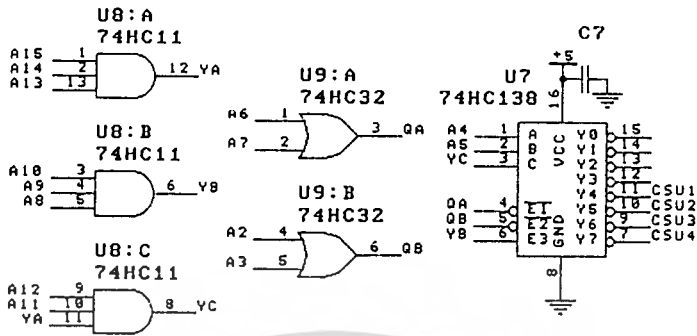 U8:A
74HC11
A15 1
A14 2
A13 13
12 YA
U8:B
74HC11
A10 3
A9 4
A8 5
6 YB
U8:C
74HC11
A12 9
A11 10
YA 11
8 YC
U9:A
74HC32
A6 1
A7 2
3 QA
U9:B
74HC32
A2 4
A3 5
6 QB
C7
+5
U7
74HC138
16
A4 1 A VCC Y0 15
A5 2 B Y1 14
YC 3 C Y2 13
Y3 12
Y4 11 CSU1
QA 4 E1 Y5 10 CSU2
QB 5 E2 GND Y6 9 CSU3
YB 6 E3 Y7 7 CSU4
8